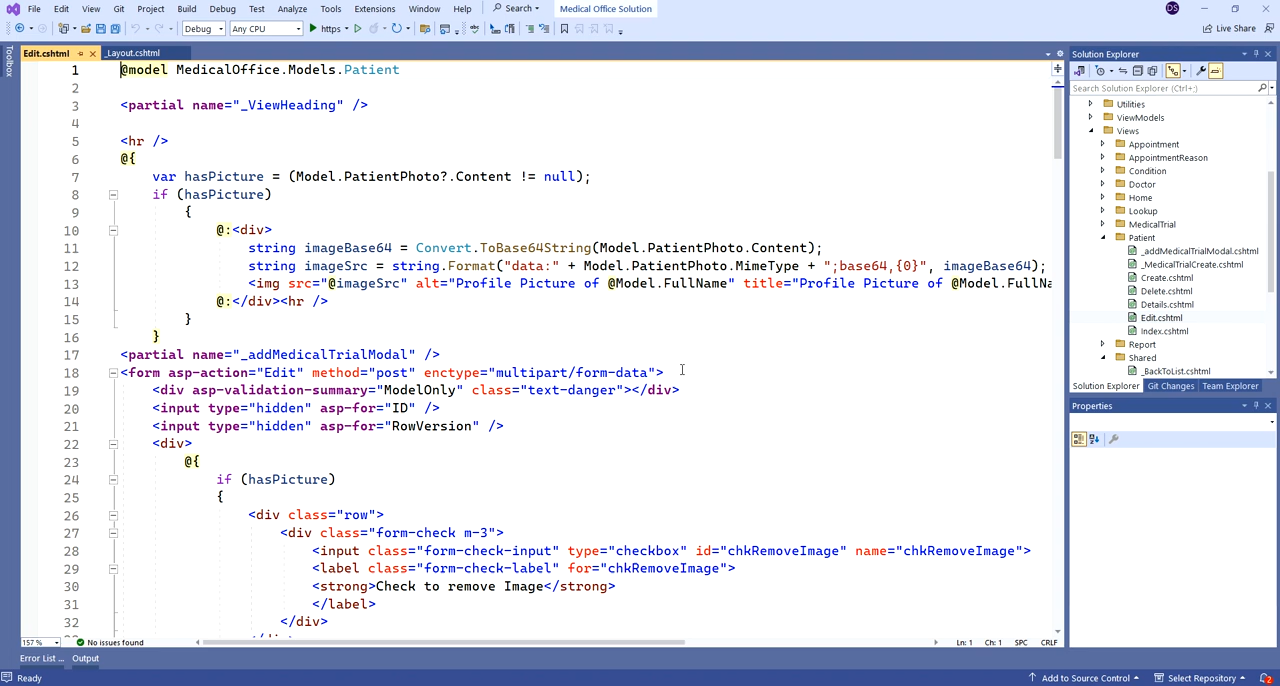 File Edit View Git Project Build Debug Test Analyze Tools Extensions Window Help Search Medical Office Solution DS
Debug Any CPU https Live Share
Toolbox
Edit.cshtml _Layout.cshtml
1 @model MedicalOffice.Models.Patient
2
3 <partial name="_ViewHeading" />
4
5 <hr />
6 @{
7 var hasPicture = (Model.PatientPhoto?.Content != null);
8 if (hasPicture)
9 {
10 @:<div>
11 string imageBase64 = Convert.ToBase64String(Model.PatientPhoto.Content);
12 string imageSrc = string.Format("data:" + Model.PatientPhoto.MimeType + ";base64,{0}", imageBase64);
13 <img src="@imageSrc" alt="Profile Picture of @Model.FullName" title="Profile Picture of @Model.FullNa
14 @:</div><hr />
15 }
16 }
17 <partial name="_addMedicalTrialModal" />
18 <form asp-action="Edit" method="post" enctype="multipart/form-data">
19 <div asp-validation-summary="ModelOnly" class="text-danger"></div>
20 <input type="hidden" asp-for="ID" />
21 <input type="hidden" asp-for="RowVersion" />
22 <div>
23 @{
24 if (hasPicture)
25 {
26 <div class="row">
27 <div class="form-check m-3">
28 <input class="form-check-input" type="checkbox" id="chkRemoveImage" name="chkRemoveImage">
29 <label class="form-check-label" for="chkRemoveImage">
30 <strong>Check to remove Image</strong>
31 </label>
32 </div>
157 % No issues found Ln: 1 Ch: 1 SPC CRLF
Solution Explorer
Search Solution Explorer (Ctrl+;)
Utilities
ViewModels
Views
Appointment
AppointmentReason
Condition
Doctor
Home
Lookup
MedicalTrial
Patient
_addMedicalTrialModal.cshtml
_MedicalTrialCreate.cshtml
Create.cshtml
Delete.cshtml
Details.cshtml
Edit.cshtml
Index.cshtml
Report
Shared
_BackToList.cshtml
Solution Explorer Git Changes Team Explorer
Properties
Error List ... Output
Ready Add to Source Control Select Repository 2